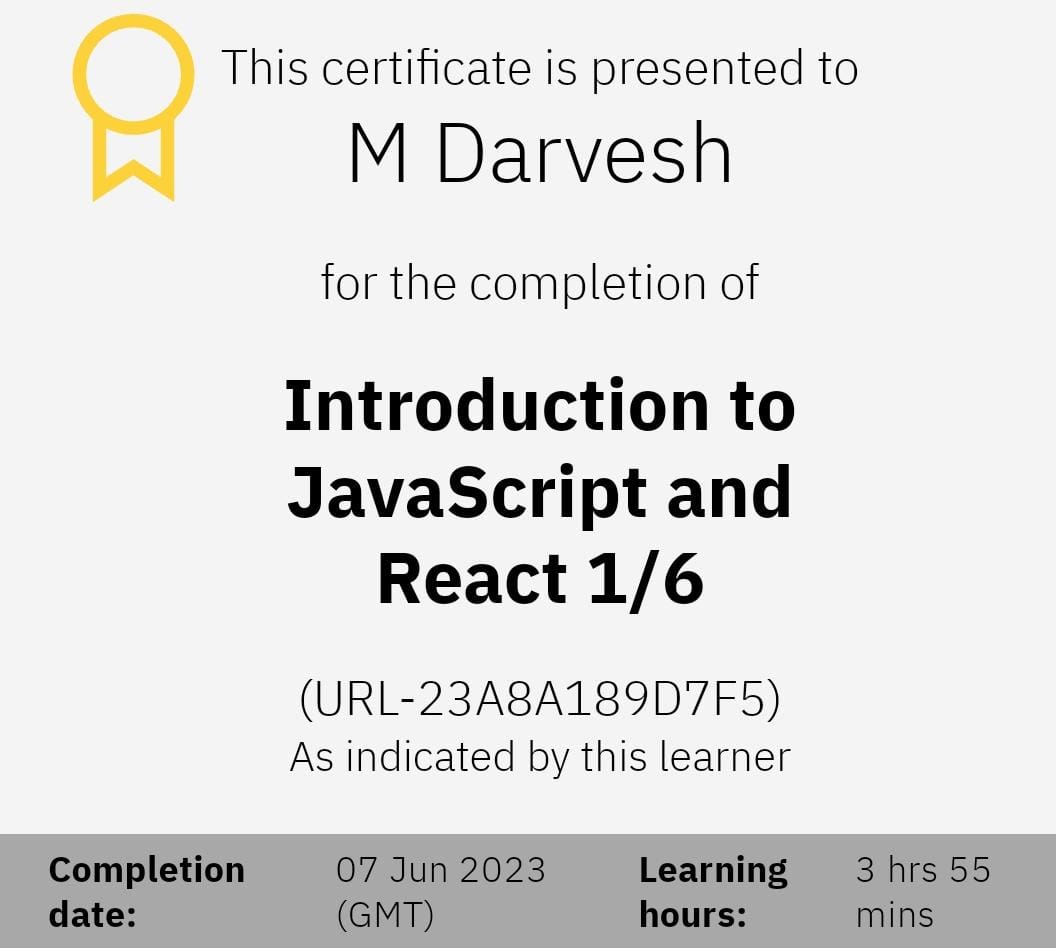 This certificate is presented to
M Darvesh
for the completion of
Introduction to
JavaScript and
React 1/6
(URL-23A8A189D7F5)
As indicated by this learner
Completion date:
07 Jun 2023 (GMT)
Learning hours:
3 hrs 55 mins